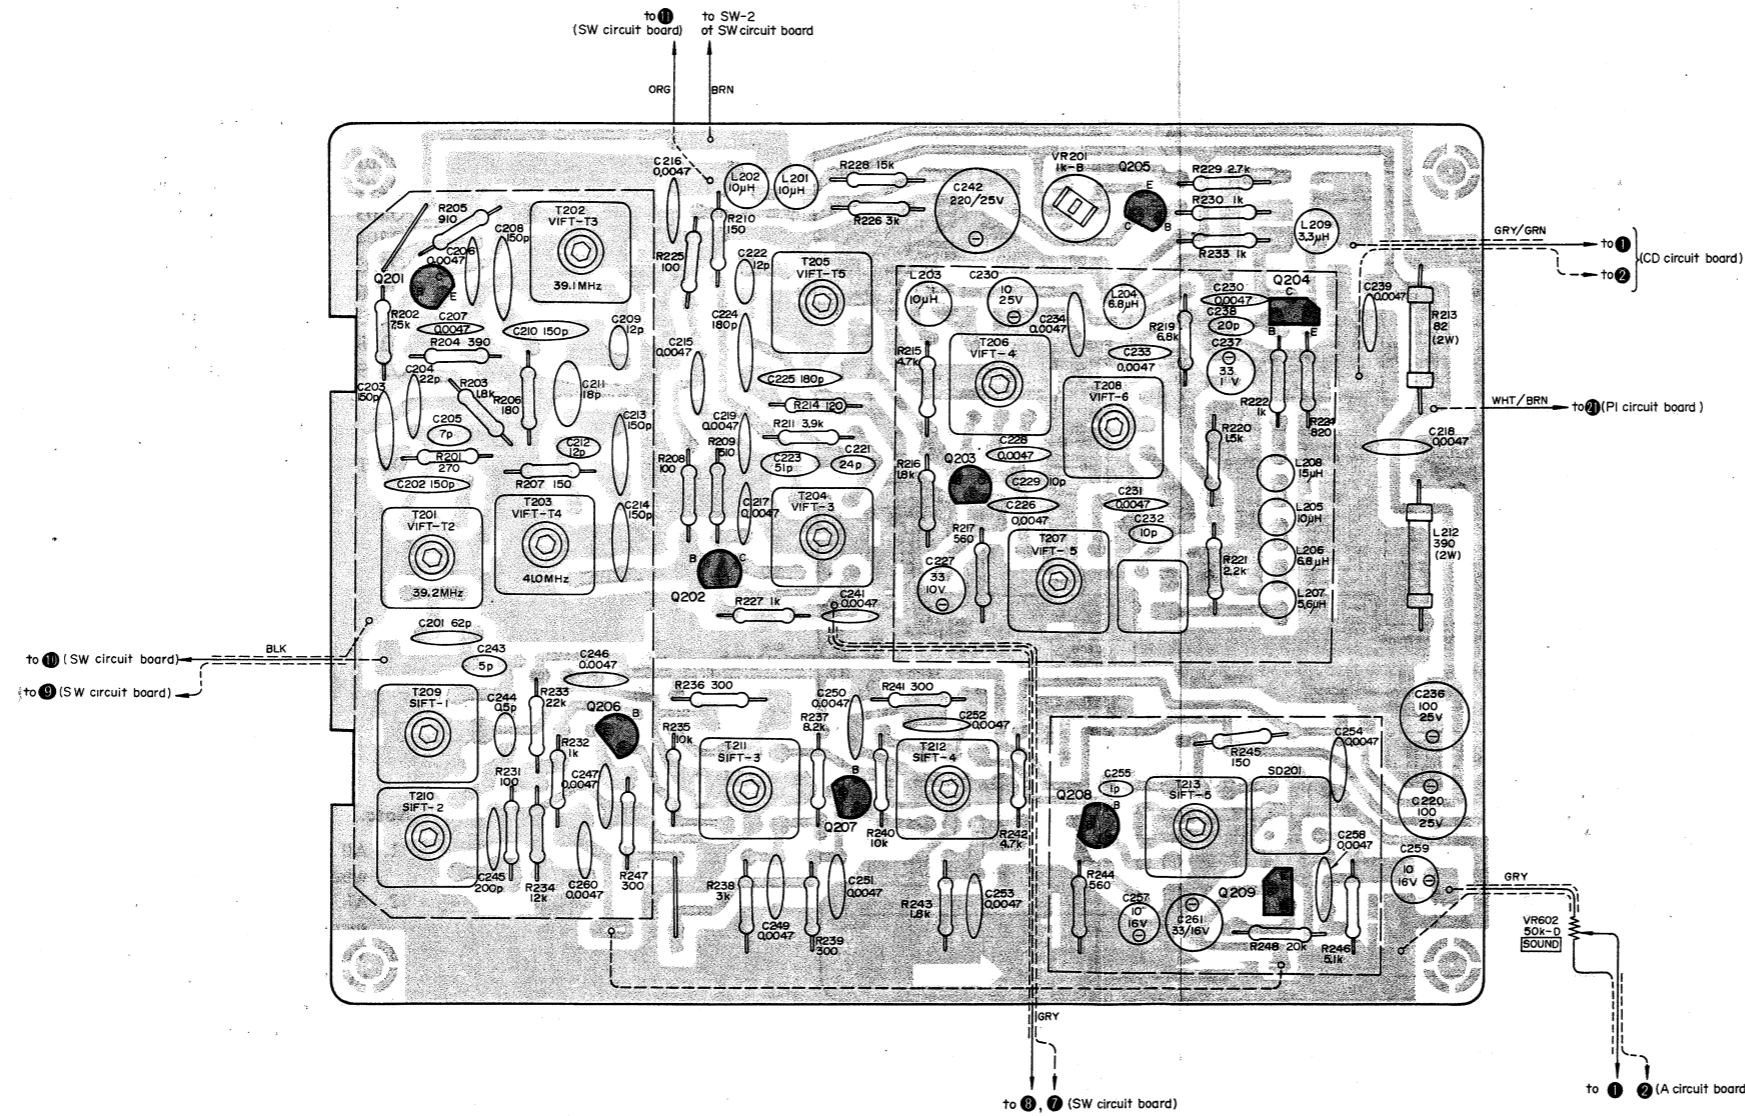 to 11
(SW circuit board)
to SW-2
of SW circuit board
ORG
BRN
C216
0.0047
L202
10μH
L201
10μH
R228 15k
R226 3k
C242
220/25V
VR201
1k-B
Q205
E
C
B
R229 2.7k
R230 1k
R233 1k
L209
3.3μH
GRY/GRN
to 1
to 2
(CD circuit board)
R205
910
C208
150p
C206
0.0047
T202
VIFT-T3
39.1MHz
R210
150
R225
100
C222
12p
T205
VIFT-T5
L203
10μH
C230
10
25V
C234
0.0047
L204
6.8μH
C230
0.0047
C238
20p
Q204
C
B
E
C239
0.0047
R213
82
(2W)
Q201
C
B
E
R202
7.5k
C207
0.0047
C210 150p
R204 390
C209
12p
C224
180p
C215
0.0047
T206
VIFT-4
R219
6.8k
C233
0.0047
C237
33
1 V
R215
4.7k
C203
150p
C204
22p
R203
1.8k
R206
180
C211
18p
C225 180p
R214 120
T208
VIFT-6
R222
1k
820
WHT/BRN
to 21 (PI circuit board)
C205
7p
C212
12p
C213
150p
C219
0.0047
R211 3.9k
R209
510
R208
100
C223
51p
C221
24p
R220
1.5k
C218
0.0047
R201
270
C202 150p
R207 150
C228
0.0047
Q203
R216
1.8k
C229 10p
C226
0.0047
L208
15μH
T201
VIFT-T2
39.2MHz
T203
VIFT-T4
41.0MHz
C214
150p
C217
0.0047
T204
VIFT-3
C231
0.0047
C232
10p
L205
10μH
R217
560
T207
VIFT-5
R221
2.2k
L206
6.8μH
L207
5.6μH
L212
390
(2W)
B
C
Q202
C227
33
10V
R227 1k
C241
0.0047
C201 62p
BLK
to 10 (SW circuit board)
to 9 (SW circuit board)
C243
5p
C246
0.0047
T209
SIFT-1
C244
0.5p
R233
22k
Q206
B
R236 300
C250
0.0047
R241 300
C252
0.0047
C236
100
25V
R232
1k
R235
10k
R237
8.2k
T211
SIFT-3
T212
SIFT-4
R245
150
C254
0.0047
T210
SIFT-2
R231
100
C247
0.0047
B
Q207
R240
10k
R242
4.7k
Q208
B
C255
1p
T213
SIFT-5
SD201
C220
100
25V
C258
0.0047
C259
10
16V
C245
200p
R234
12k
C260
0.0047
R247
300
R238
3k
C251
0.0047
C249
0.0047
R239
300
R243
1.8k
C253
0.0047
R244
560
C257
10
16V
C261
33/16V
Q209
R248 20k
R246
5.1k
GRY
VR602
50k-D
SOUND
GRY
to 8, 7 (SW circuit board)
to 1 2 (A circuit board